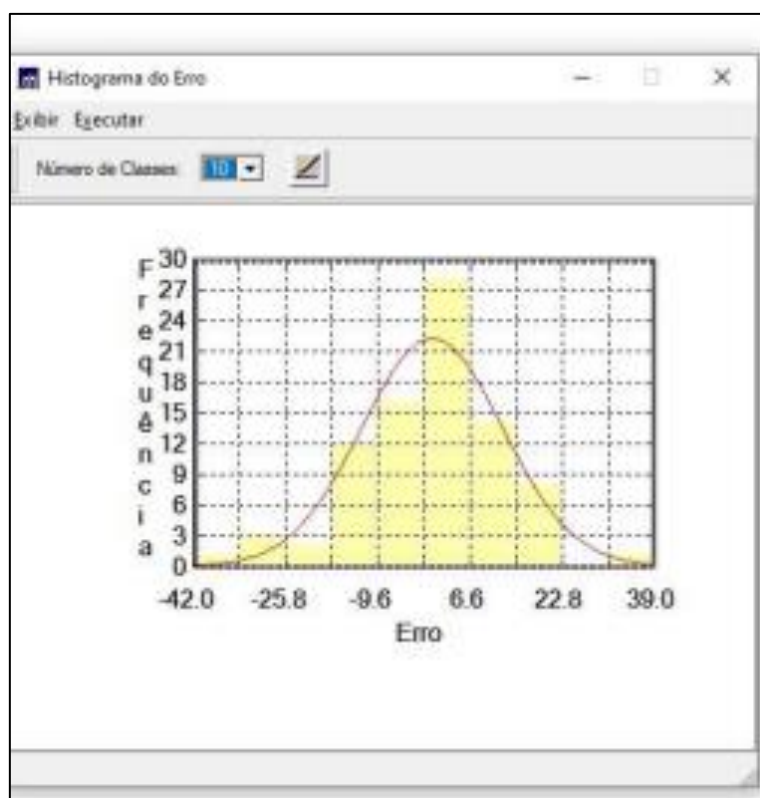 Histograma do Erro
Exibir Executar
Número de Classes: 10
Frequência
30
27
24
21
18
15
12
9
6
3
0
-42.0 -25.8 -9.6 6.6 22.8 39.0
Erro